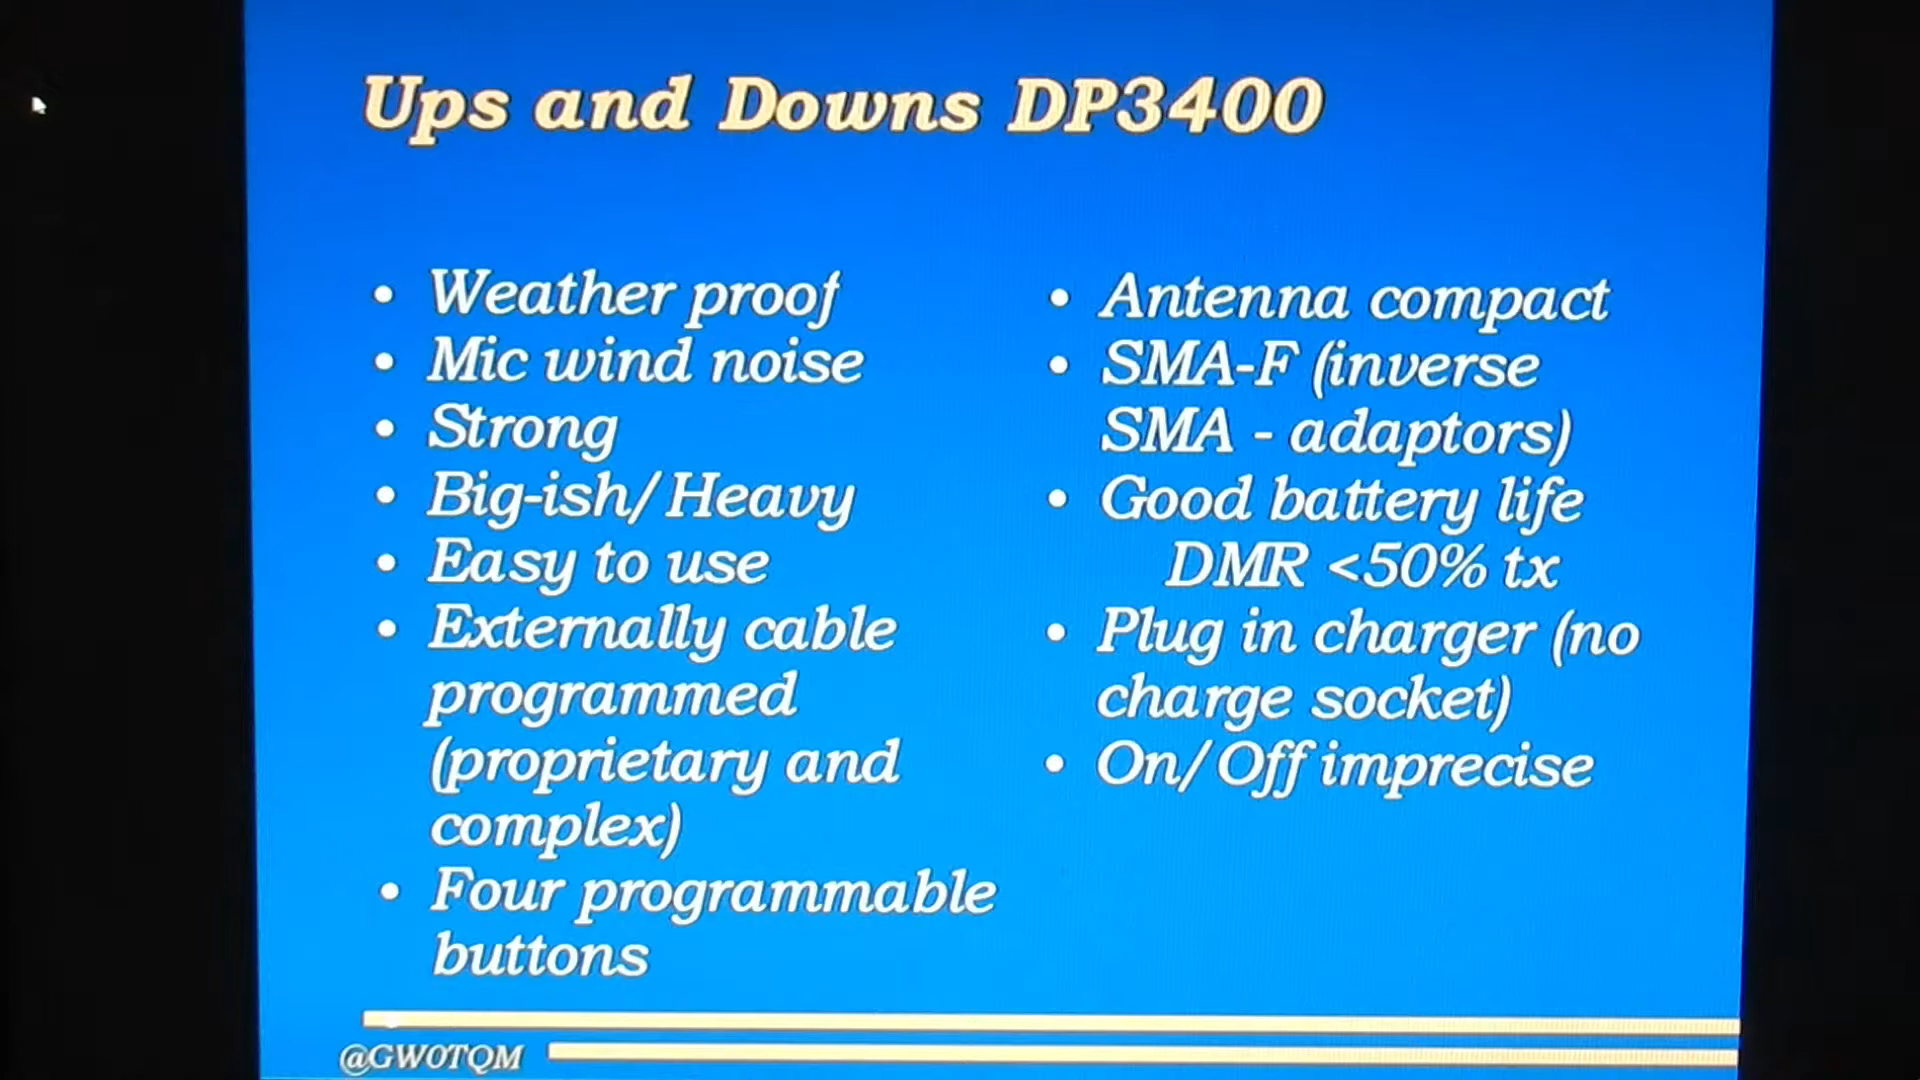 Ups and Downs DP3400
• Weather proof
• Mic wind noise
• Strong
• Big-ish/Heavy
• Easy to use
• Externally cable
programmed
(proprietary and
complex)
• Four programmable
buttons
• Antenna compact
• SMA-F (inverse
SMA - adaptors)
• Good battery life
DMR <50% tx
• Plug in charger (no
charge socket)
• On/Off imprecise
@GW0TQM